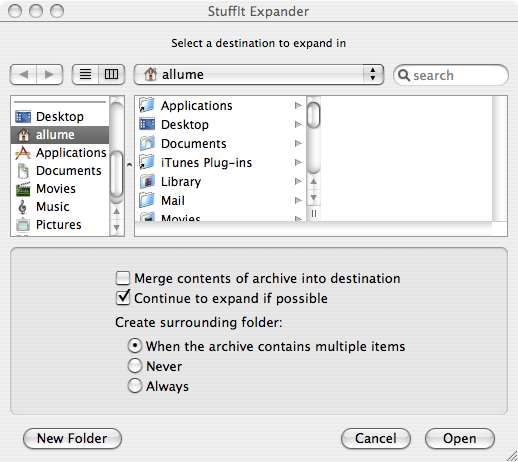 StuffIt Expander
Select a destination to expand in
allume
search
Desktop
allume
Applications
Documents
Movies
Music
Pictures
Applications
Desktop
Documents
iTunes Plug-ins
Library
Mail
Movies
Merge contents of archive into destination
Continue to expand if possible
Create surrounding folder:
When the archive contains multiple items
Never
Always
New Folder
Cancel
Open